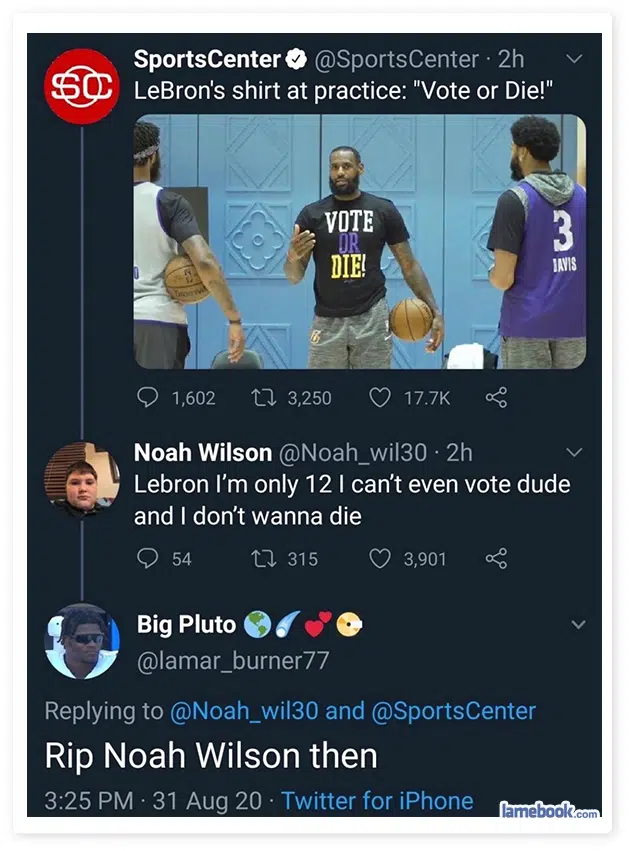 SC
SportsCenter @SportsCenter · 2h
LeBron's shirt at practice: "Vote or Die!"
VOTE
OR
DIE!
3
DAVIS
1,602 3,250 17.7K
Noah Wilson @Noah_wil30 · 2h
Lebron I'm only 12 I can't even vote dude
and I don't wanna die
54 315 3,901
Big Pluto 🌎☄️💕📀
@lamar_burner77
Replying to @Noah_wil30 and @SportsCenter
Rip Noah Wilson then
3:25 PM · 31 Aug 20 · Twitter for iPhone
lamebook.com